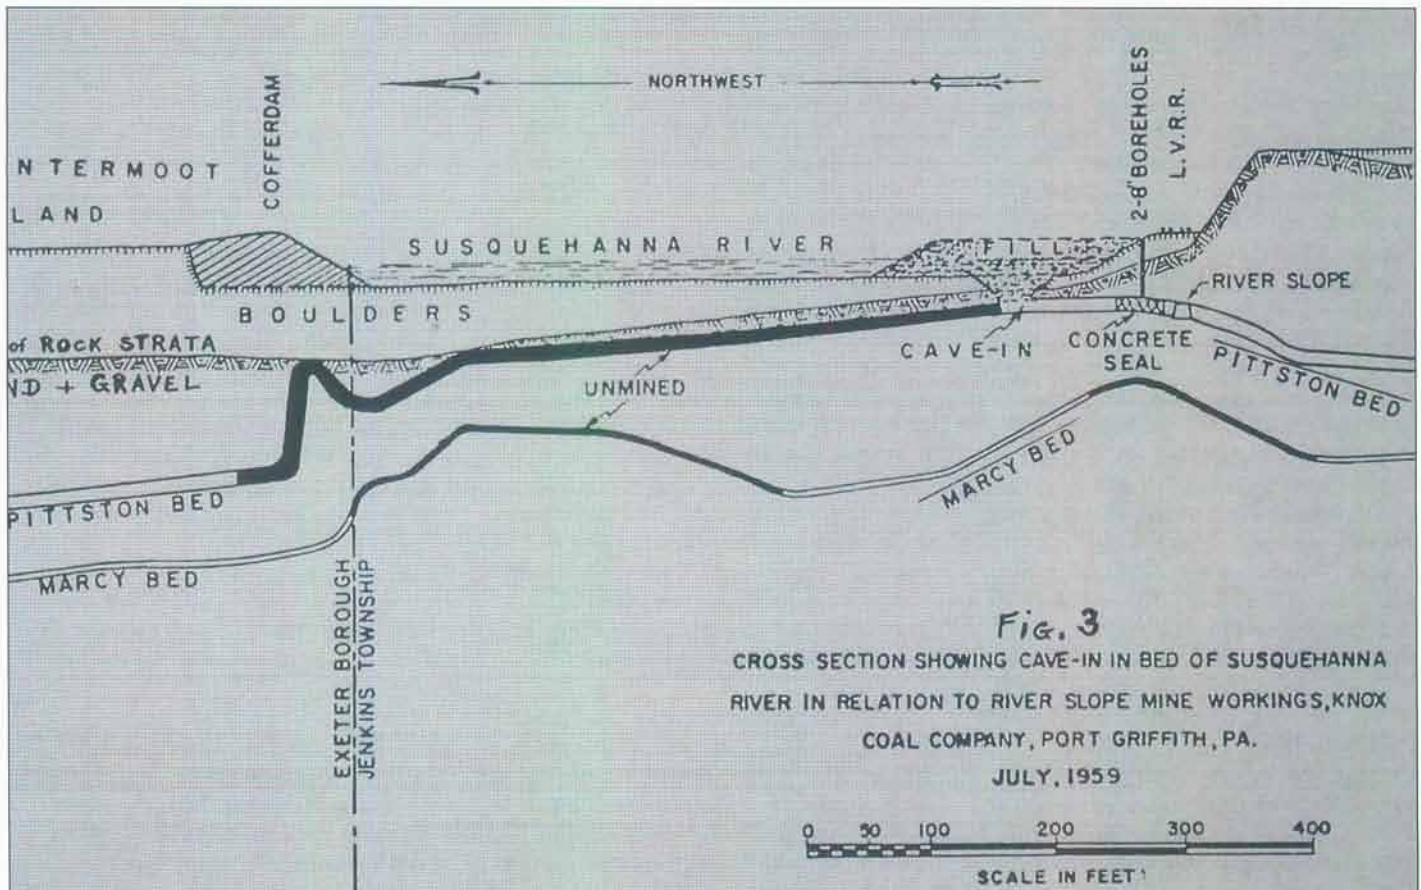 NORTHWEST
COFFERDAM
2-8" BOREHOLES
L.V.R.R.
NTERMOOT
LAND
SUSQUEHANNA RIVER
FILL
BOULDERS
RIVER SLOPE
of ROCK STRATA
ND + GRAVEL
CAVE-IN
CONCRETE
SEAL
PITTSTON BED
UNMINED
MARCY BED
PITTSTON BED
MARCY BED
EXETER BOROUGH
JENKINS TOWNSHIP
FIG. 3
CROSS SECTION SHOWING CAVE-IN IN BED OF SUSQUEHANNA
RIVER IN RELATION TO RIVER SLOPE MINE WORKINGS, KNOX
COAL COMPANY, PORT GRIFFITH, PA.
JULY, 1959
0 50 100 200 300 400
SCALE IN FEET